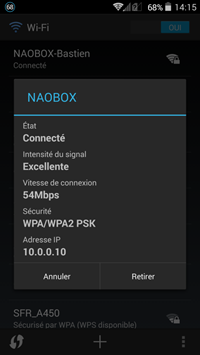 68 68% 14:15
Wi-Fi OUI
NAOBOX-Bastien
Connecté
NAOBOX
État
Connecté
Intensité du signal
Excellente
Vitesse de connexion
54Mbps
Sécurité
WPA/WPA2 PSK
Adresse IP
10.0.0.10
Annuler Retirer
SFR_A450
Sécurisé par WPA (WPS disponible)